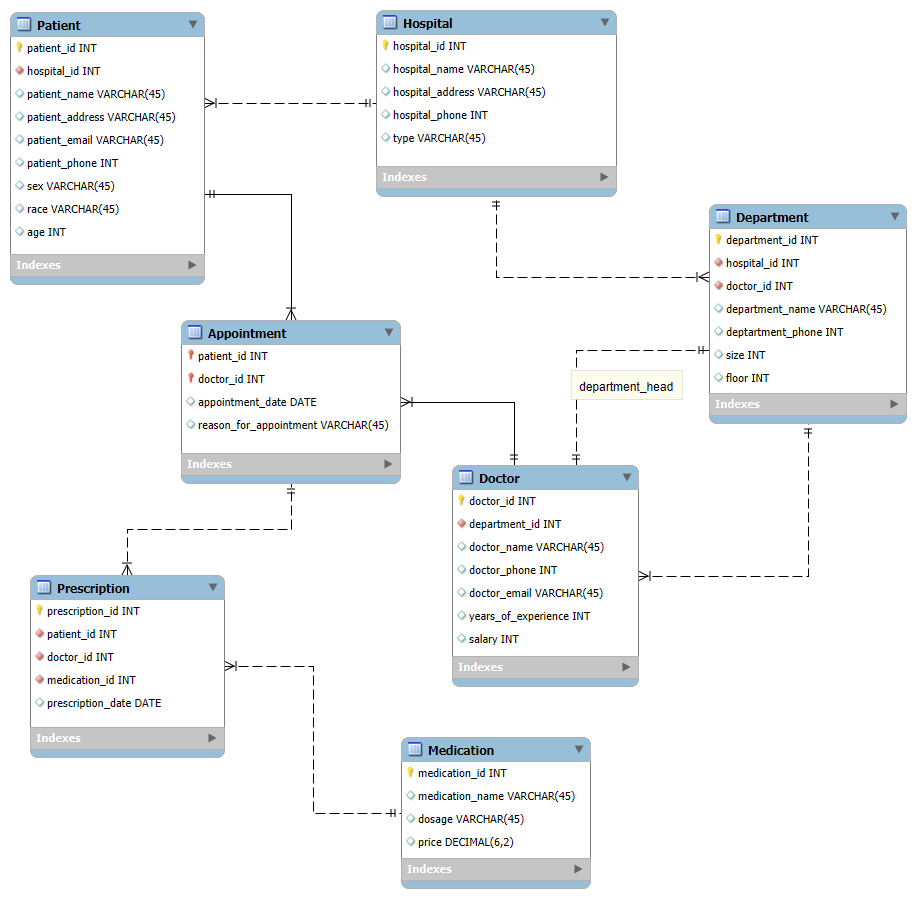 Patient
patient_id INT
hospital_id INT
patient_name VARCHAR(45)
patient_address VARCHAR(45)
patient_email VARCHAR(45)
patient_phone INT
sex VARCHAR(45)
race VARCHAR(45)
age INT
Indexes
Hospital
hospital_id INT
hospital_name VARCHAR(45)
hospital_address VARCHAR(45)
hospital_phone INT
type VARCHAR(45)
Indexes
Department
department_id INT
hospital_id INT
doctor_id INT
department_name VARCHAR(45)
deptartment_phone INT
size INT
floor INT
Indexes
Appointment
patient_id INT
doctor_id INT
appointment_date DATE
reason_for_appointment VARCHAR(45)
Indexes
department_head
Doctor
doctor_id INT
department_id INT
doctor_name VARCHAR(45)
doctor_phone INT
doctor_email VARCHAR(45)
years_of_experience INT
salary INT
Indexes
Prescription
prescription_id INT
patient_id INT
doctor_id INT
medication_id INT
prescription_date DATE
Indexes
Medication
medication_id INT
medication_name VARCHAR(45)
dosage VARCHAR(45)
price DECIMAL(6,2)
Indexes